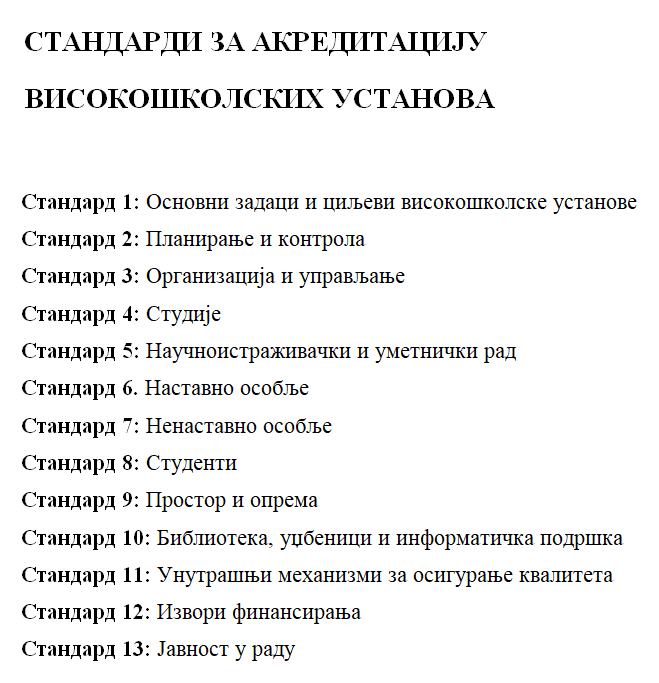 СТАНДАРДИ ЗА АКРЕДИТАЦИЈУ
ВИСОКОШКОЛСКИХ УСТАНОВА
Стандард 1: Основни задаци и циљеви високошколске установе
Стандард 2: Планирање и контрола
Стандард 3: Организација и управљање
Стандард 4: Студије
Стандард 5: Научноистраживачки и уметнички рад
Стандард 6. Наставно особље
Стандард 7: Ненаставно особље
Стандард 8: Студенти
Стандард 9: Простор и опрема
Стандард 10: Библиотека, уџбеници и информатичка подршка
Стандард 11: Унутрашњи механизми за осигурање квалитета
Стандард 12: Извори финансирања
Стандард 13: Јавност у раду